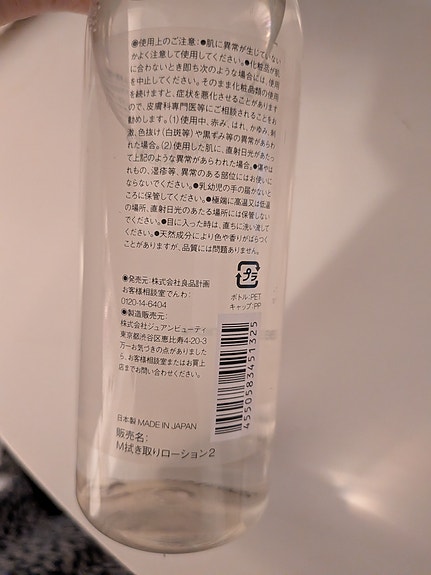 ◉使用上のご注意：●肌に異常が生じていない
かよく注意して使用してください。●化粧品が肌
に合わないとき即ち次のような場合には、使用
を中止してください。そのまま化粧品類の使用
を続けますと、症状を悪化させることがあります
ので、皮膚科専門医等にご相談されることをお
勧めします。(1)使用中、赤み、はれ、かゆみ、刺
激、色抜け(白斑等)や黒ずみ等の異常があらわ
れた場合。(2)使用した肌に、直射日光があたっ
て上記のような異常があらわれた場合。●傷やは
れもの、湿疹等、異常のある部位にはお使いに
ならないでください。●乳幼児の手の届かないと
ころに保管してください。●極端に高温又は低温
の場所、直射日光のあたる場所には保管しない
でください。●目に入った時は、直ちに洗い流して
ください。●天然成分により色や香りがばらつく
ことがありますが、品質には問題ありません。
◉発売元：株式会社良品計画
お客様相談室でんわ：
0120-14-6404
◉製造販売元：
株式会社ジュアンビューティ
東京都渋谷区恵比寿4-20-3
万一お気づきの点がありました
ら、お客様相談室またはお買上
店までお問い合わせください。
プラ
ボトル:PET
キャップ:PP
4550583451325
日本製 MADE IN JAPAN
販売名：
M拭き取りローション2